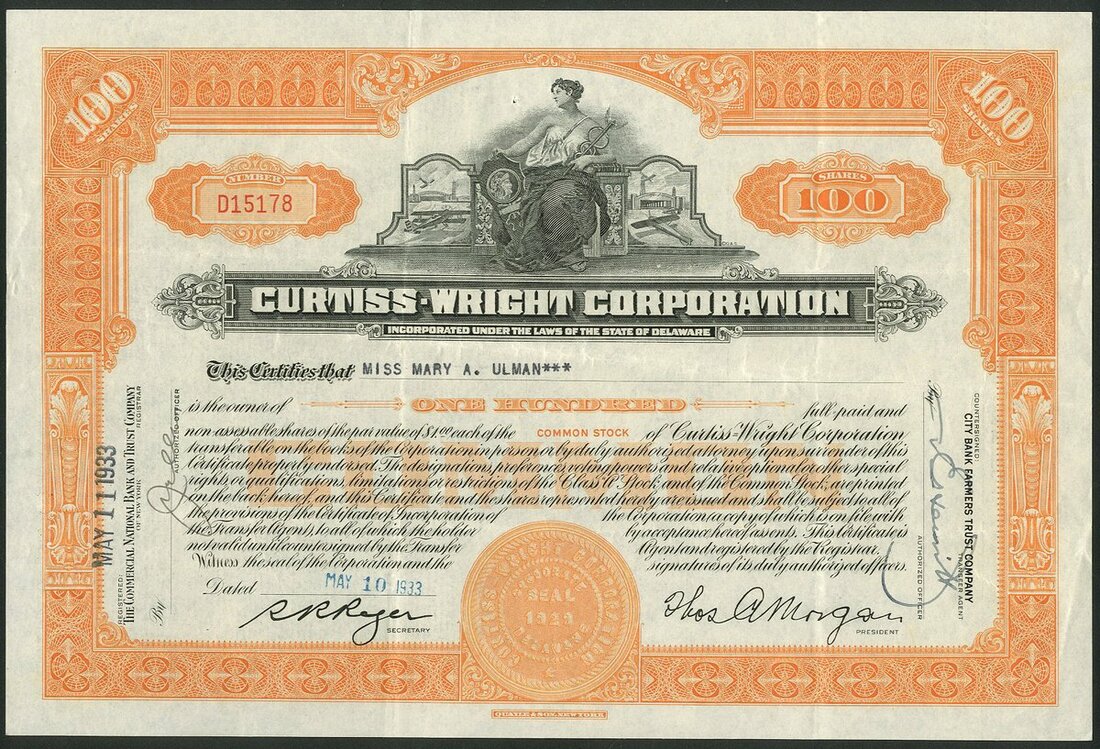 100 SHARES
100 SHARES
NUMBER
D15178
SHARES
100
CURTISS-WRIGHT CORPORATION
INCORPORATED UNDER THE LAWS OF THE STATE OF DELAWARE
This Certifies that MISS MARY A. ULMAN***
is the owner of ONE HUNDRED full-paid and
non-assessable shares of the par value of $1.00 each of the COMMON STOCK of Curtiss-Wright Corporation
transferable on the books of the Corporation in person or by duly authorized attorney upon surrender of this
Certificate properly endorsed. The designations, preferences, voting powers and relative, optional or other special
rights or qualifications, limitations or restrictions of the Class "A" Stock and of the Common Stock, are printed
on the back hereof, and this Certificate and the shares represented hereby are issued and shall be subject to all of
the provisions of the Certificate of Incorporation of the Corporation (a copy of which is on file with
the Transfer Agent), to all of which the holder by acceptance hereof assents. This Certificate is
not valid until countersigned by the Transfer Agent and registered by the Registrar.
Witness the seal of the Corporation and the signatures of its duly authorized officers.
Dated MAY 10 1933
SECRETARY
Thos A Morgan
PRESIDENT
SEAL
1929
MAY 11 1933
REGISTERED:
THE COMMERCIAL NATIONAL BANK AND TRUST COMPANY
OF NEW YORK
REGISTRAR
By
AUTHORIZED OFFICER
COUNTERSIGNED:
CITY BANK FARMERS TRUST COMPANY
TRANSFER AGENT
By
AUTHORIZED OFFICER
QUAYLE & SON, NEW YORK